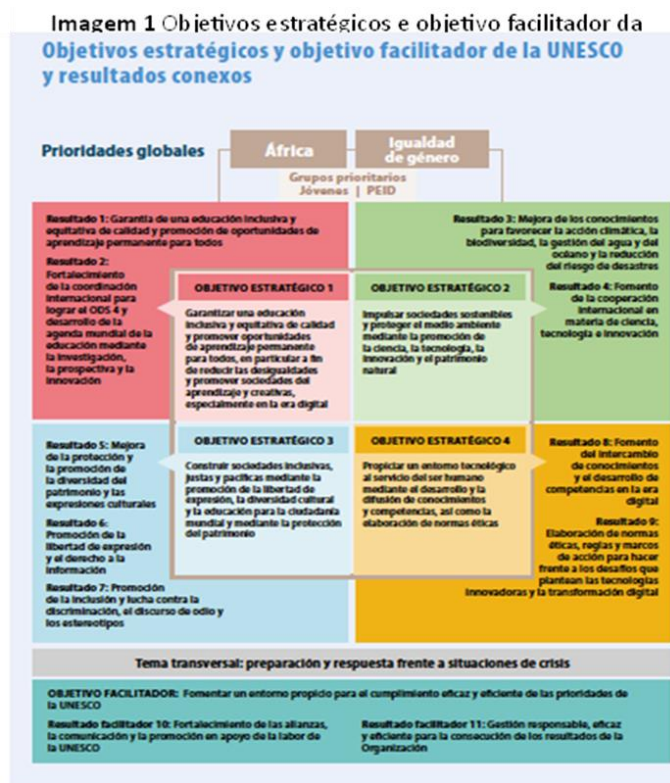 Imagem 1 Objetivos estratégicos e objetivo facilitador da
Objetivos estratégicos y objetivo facilitador de la UNESCO
y resultados conexos
Prioridades globales
África
Igualdad
de género
Grupos prioritarios
Jóvenes | PEID
Resultado 1: Garantía de una educación inclusiva y
equitativa de calidad y promoción de oportunidades de
aprendizaje permanente para todos
Resultado 2:
Fortalecimiento
de la coordinación
internacional para
lograr el ODS 4 y
desarrollo de la
agenda mundial de la
educación mediante
la investigación,
la prospectiva y la
innovación
Resultado 3: Mejora de los conocimientos
para favorecer la acción climática, la
biodiversidad, la gestión del agua y del
océano y la reducción
del riesgo de desastres
Resultado 4: Fomento
de la cooperación
internacional en
materia de ciencia,
tecnología e innovación
OBJETIVO ESTRATÉGICO 1
Garantizar una educación
inclusiva y equitativa de calidad
y promover oportunidades
de aprendizaje permanente
para todos, en particular a fin
de reducir las desigualdades
y promover sociedades del
aprendizaje y creativas,
especialmente en la era digital
OBJETIVO ESTRATÉGICO 2
Impulsar sociedades sostenibles
y proteger el medio ambiente
mediante la promoción de
la ciencia, la tecnología, la
innovación y el patrimonio
natural
Resultado 5: Mejora
de la protección y
la promoción de
la diversidad del
patrimonio y las
expresiones culturales
Resultado 6:
Promoción de la
libertad de expresión
y el derecho a la
información
Resultado 7: Promoción
de la inclusión y lucha contra la
discriminación, el discurso de odio y
los estereotipos
OBJETIVO ESTRATÉGICO 3
Construir sociedades inclusivas,
justas y pacíficas mediante la
promoción de la libertad de
expresión, la diversidad cultural
y la educación para la ciudadanía
mundial y mediante la protección
del patrimonio
OBJETIVO ESTRATÉGICO 4
Propiciar un entorno tecnológico
al servicio del ser humano
mediante el desarrollo y la
difusión de conocimientos
y competencias, así como la
elaboración de normas éticas
Resultado 8: Fomento
del intercambio
de conocimientos
y el desarrollo de
competencias en la era
digital
Resultado 9:
Elaboración de normas
éticas, reglas y marcos
de acción para hacer
frente a los desafíos que
plantean las tecnologías
innovadoras y la transformación digital
Tema transversal: preparación y respuesta frente a situaciones de crisis
OBJETIVO FACILITADOR: Fomentar un entorno propicio para el cumplimiento eficaz y eficiente de las prioridades de
la UNESCO
Resultado facilitador 10: Fortalecimiento de las alianzas,
la comunicación y la promoción en apoyo de la labor de
la UNESCO
Resultado facilitador 11: Gestión responsable, eficaz
y eficiente para la consecución de los resultados de la
Organización